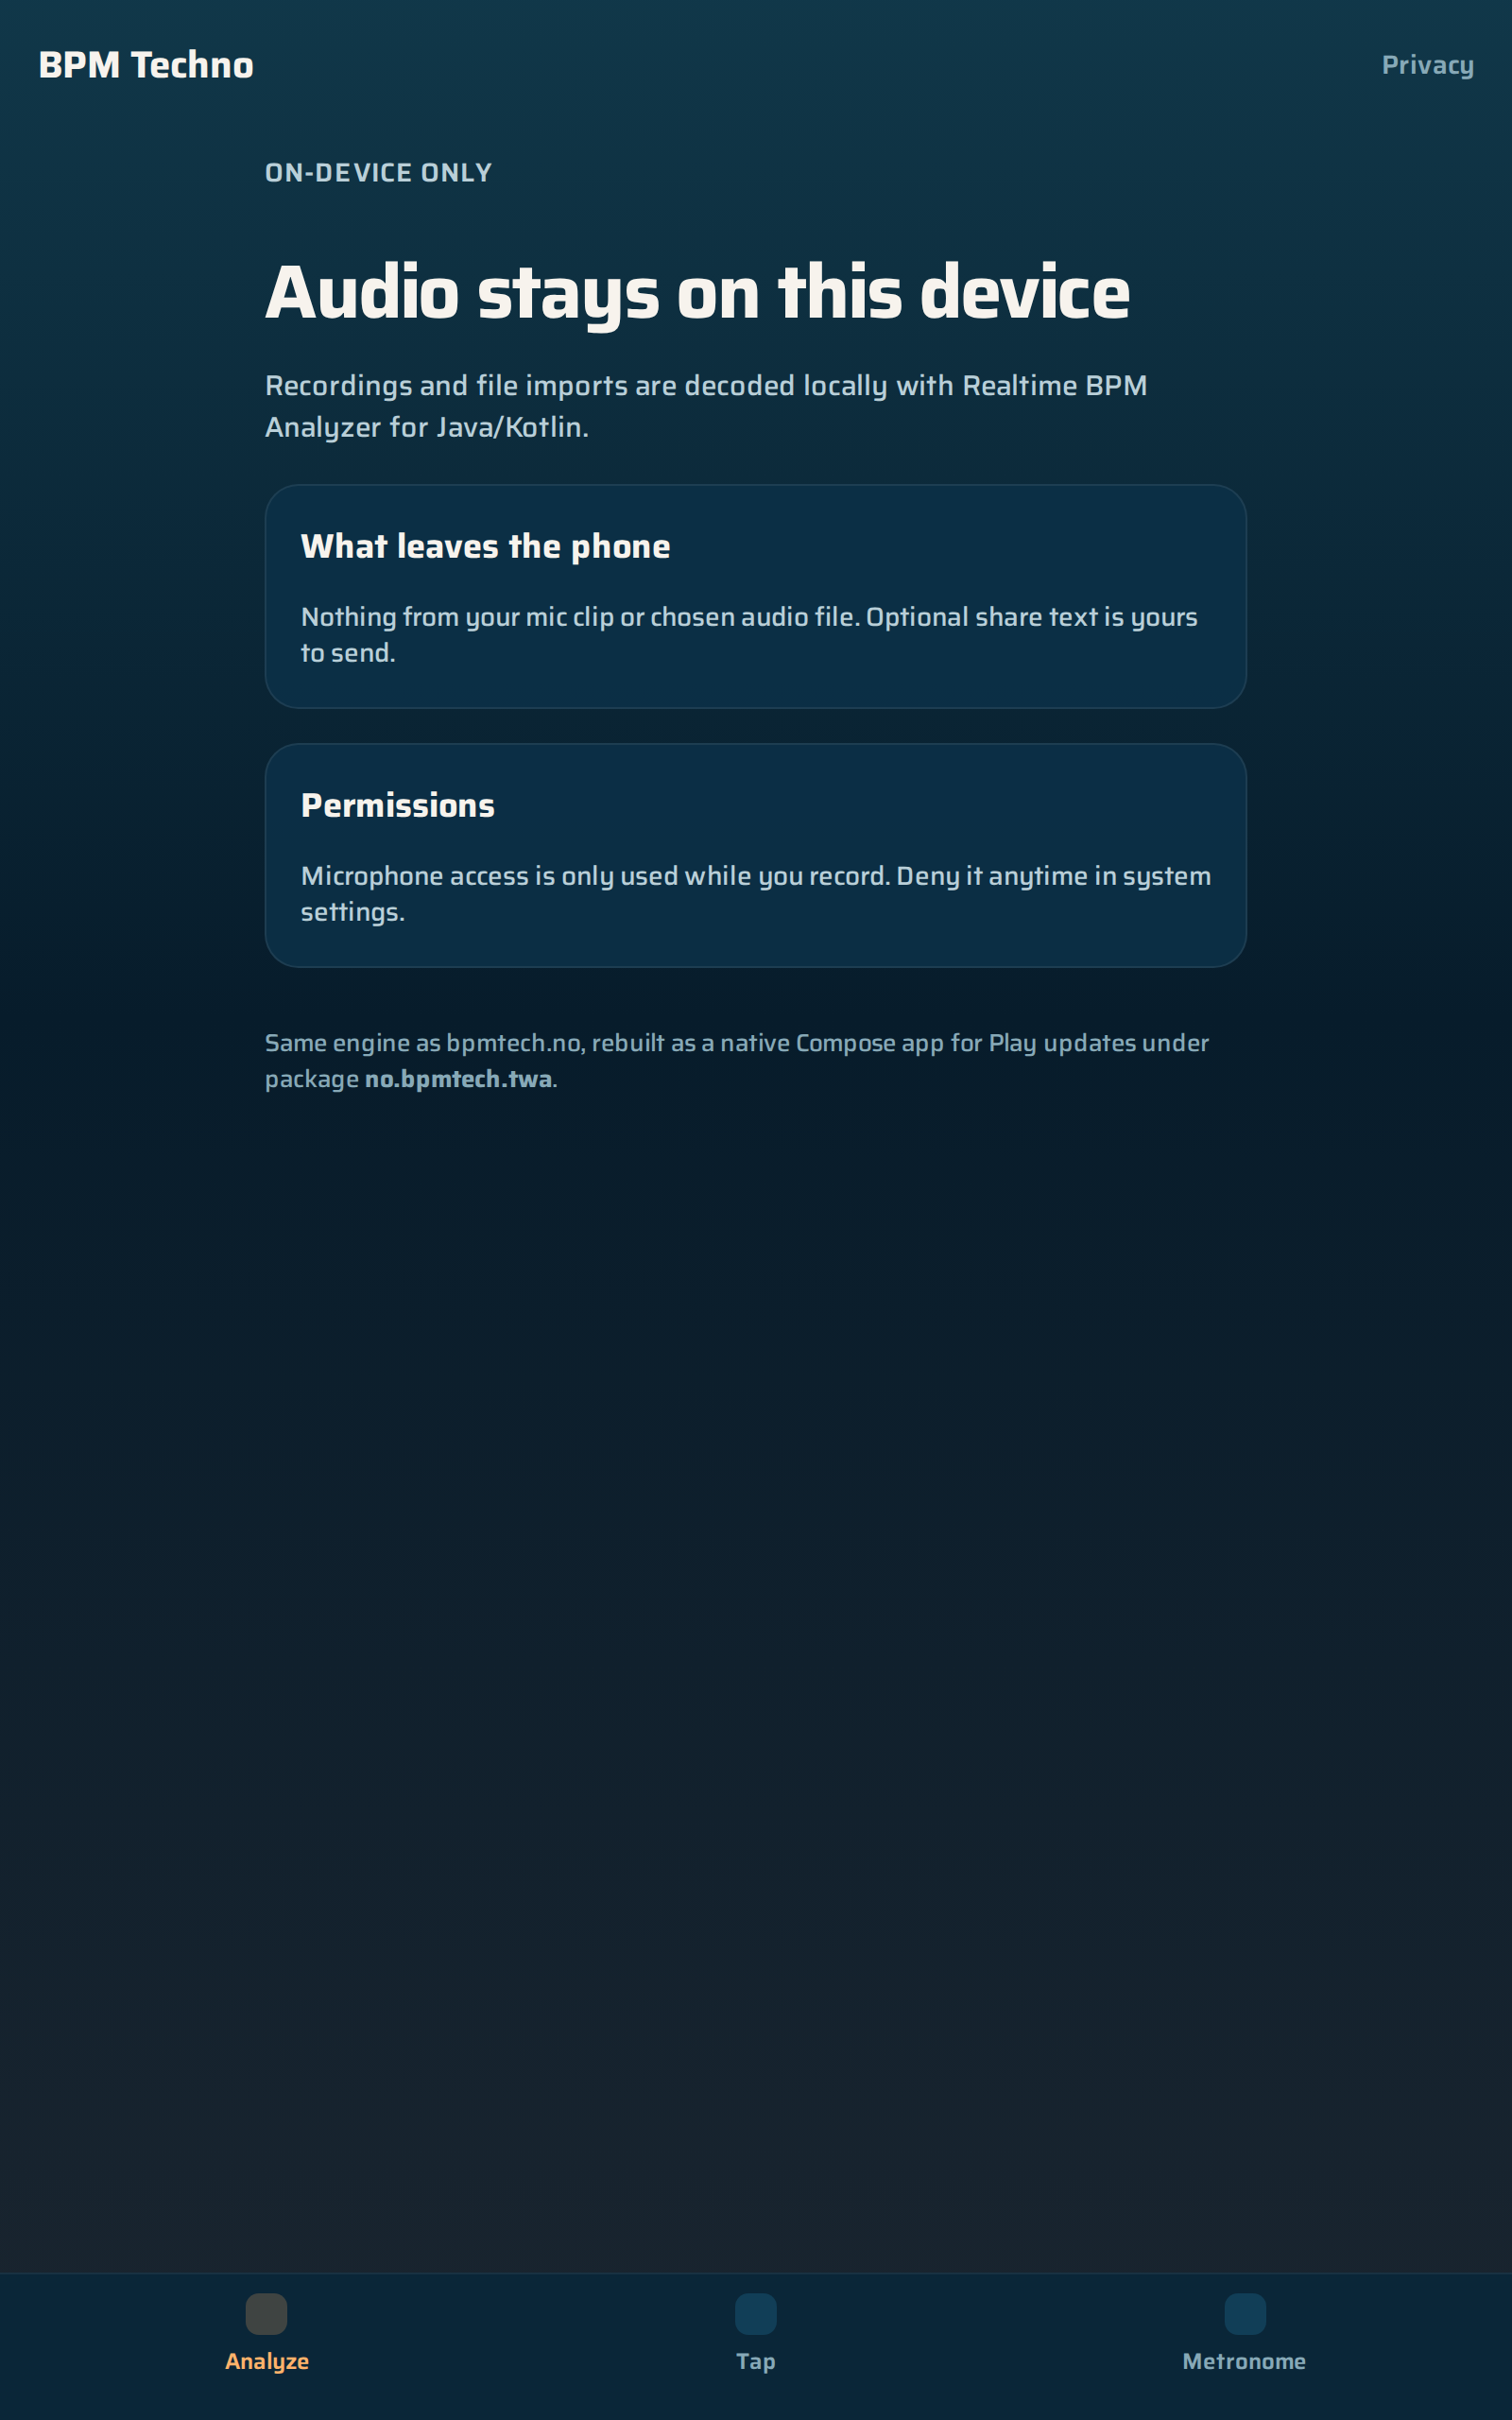 BPM Techno
Privacy
ON-DEVICE ONLY
Audio stays on this device
Recordings and file imports are decoded locally with Realtime BPM
Analyzer for Java/Kotlin.
What leaves the phone
Nothing from your mic clip or chosen audio file. Optional share text is yours
to send.
Permissions
Microphone access is only used while you record. Deny it anytime in system
settings.
Same engine as bpmtech.no, rebuilt as a native Compose app for Play updates under
package no.bpmtech.twa.
Analyze
Tap
Metronome